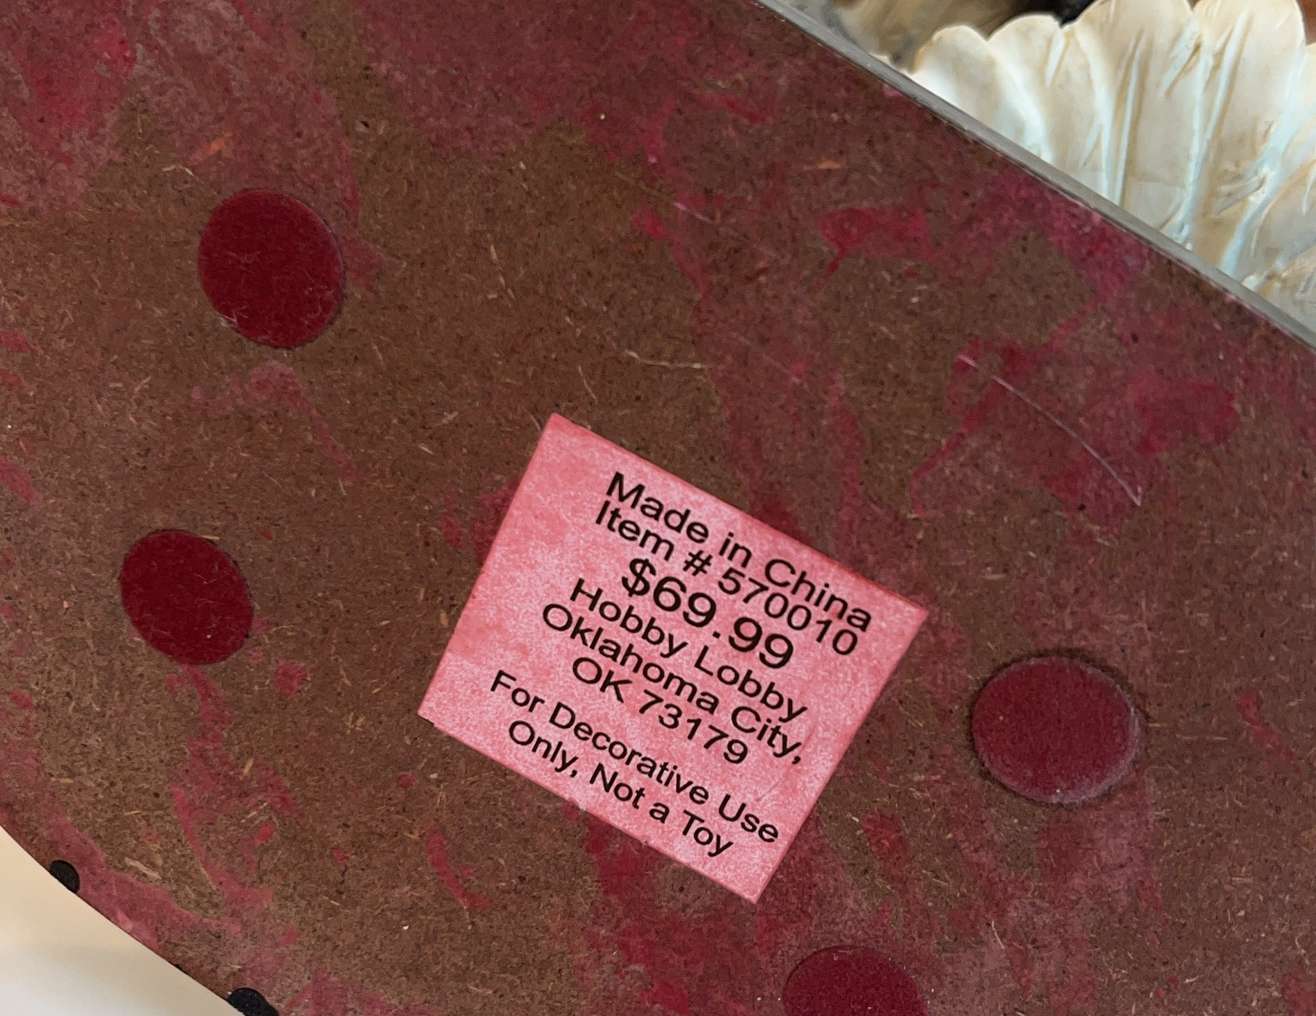 Made in China
Item # 570010
$69.99
Hobby Lobby
Oklahoma City,
OK 73179
For Decorative Use
Only, Not a Toy